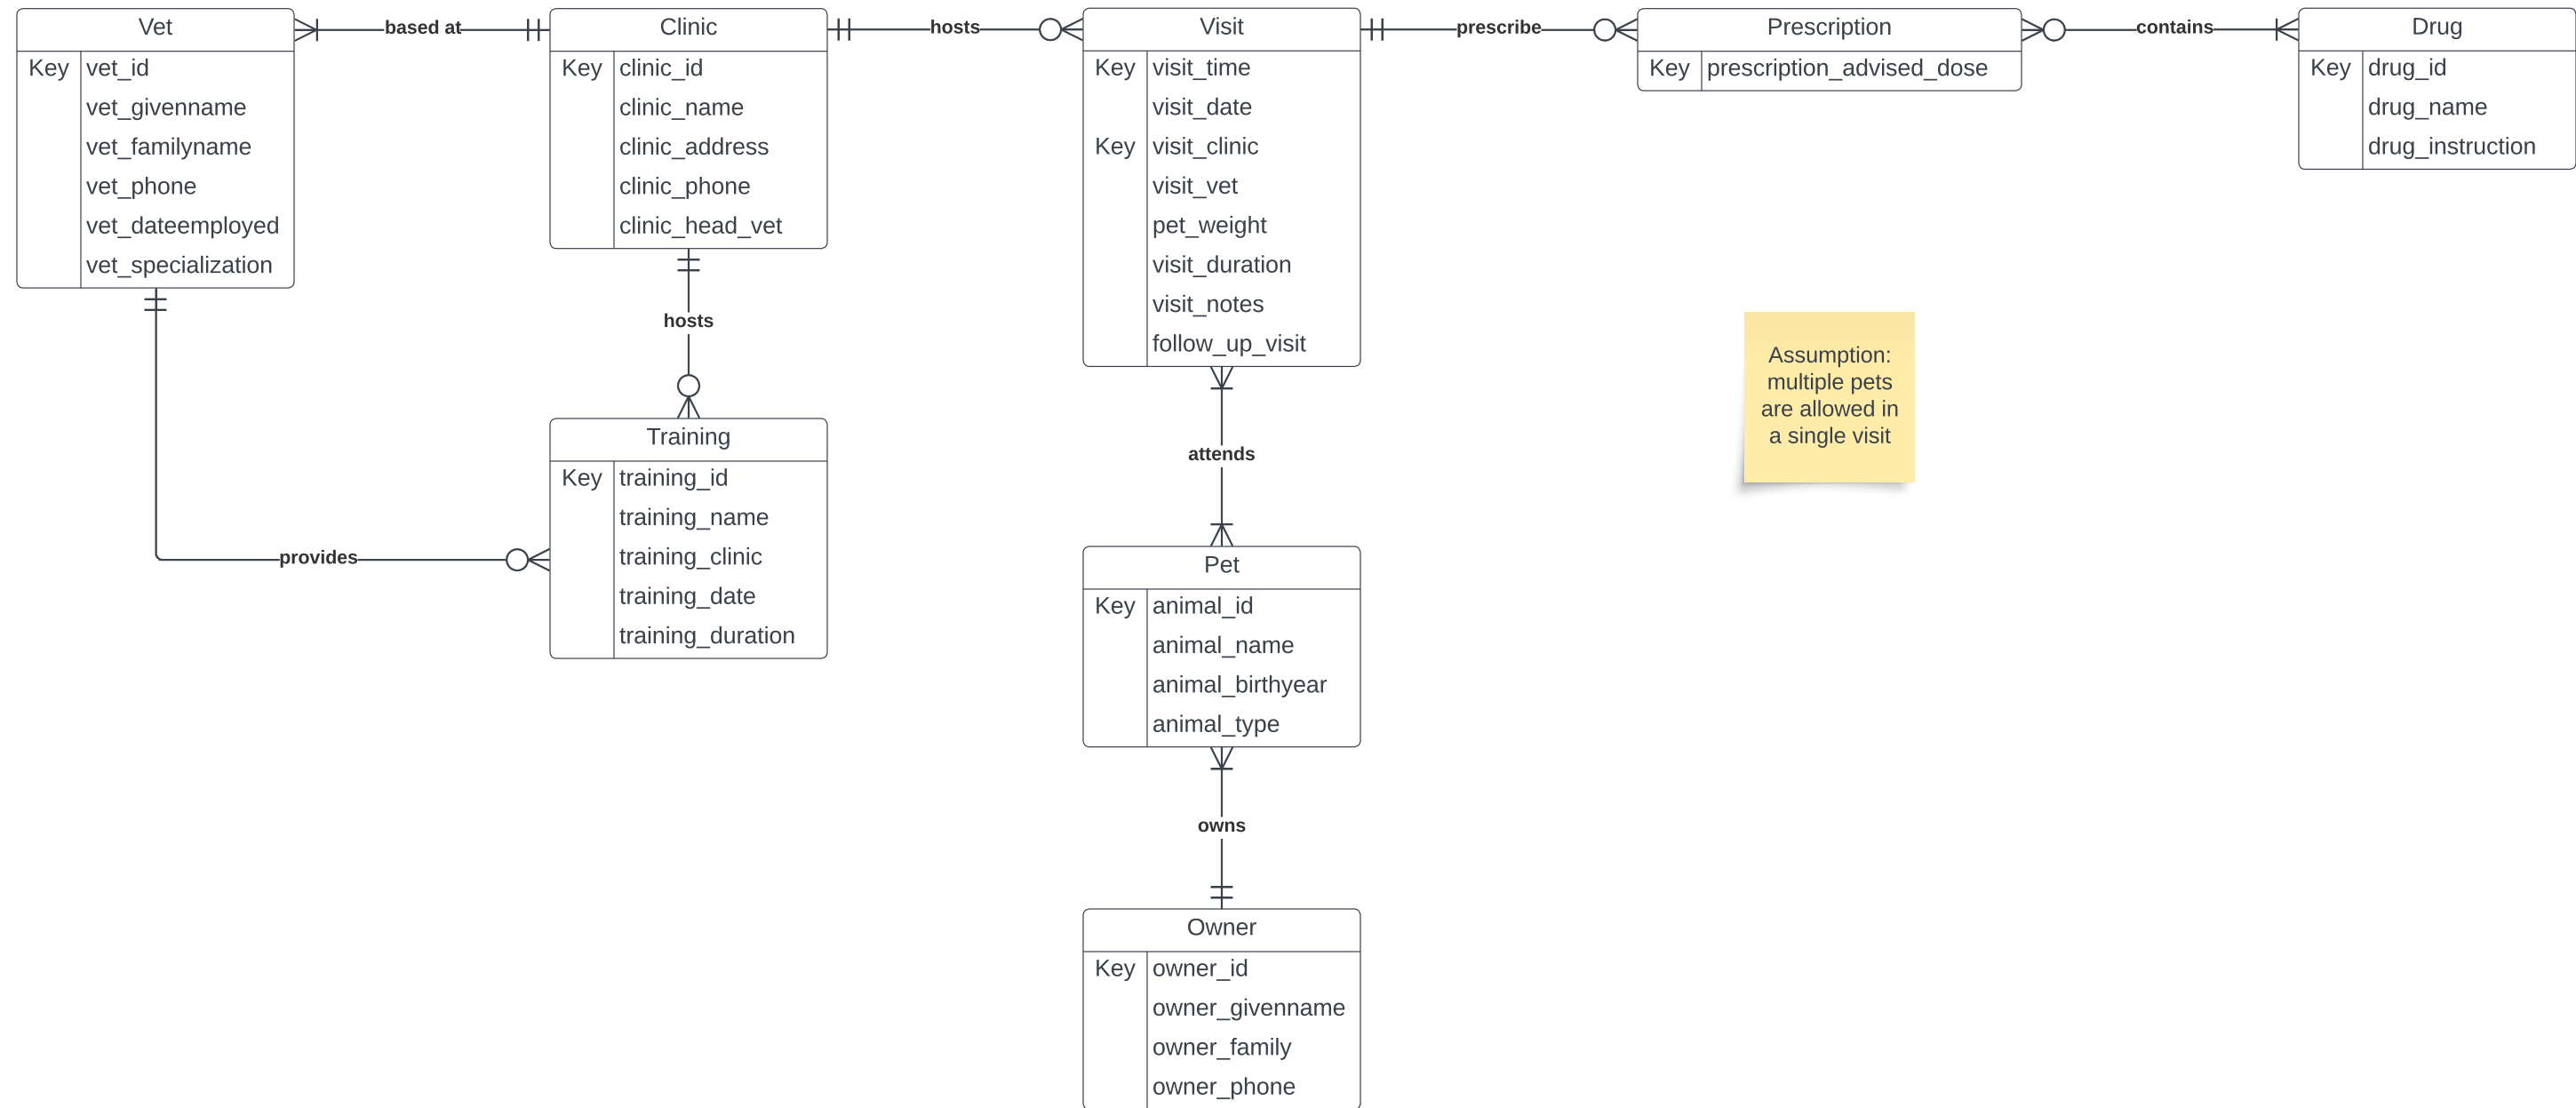 Vet
Key vet_id
vet_givenname
vet_familyname
vet_phone
vet_dateemployed
vet_specialization
based at
Clinic
Key clinic_id
clinic_name
clinic_address
clinic_phone
clinic_head_vet
hosts
Visit
Key visit_time
visit_date
Key visit_clinic
visit_vet
pet_weight
visit_duration
visit_notes
follow_up_visit
prescribe
Prescription
Key prescription_advised_dose
contains
Drug
Key drug_id
drug_name
drug_instruction
hosts
Training
Key training_id
training_name
training_clinic
training_date
training_duration
provides
attends
Assumption:
multiple pets
are allowed in
a single visit
Pet
Key animal_id
animal_name
animal_birthyear
animal_type
owns
Owner
Key owner_id
owner_givenname
owner_family
owner_phone